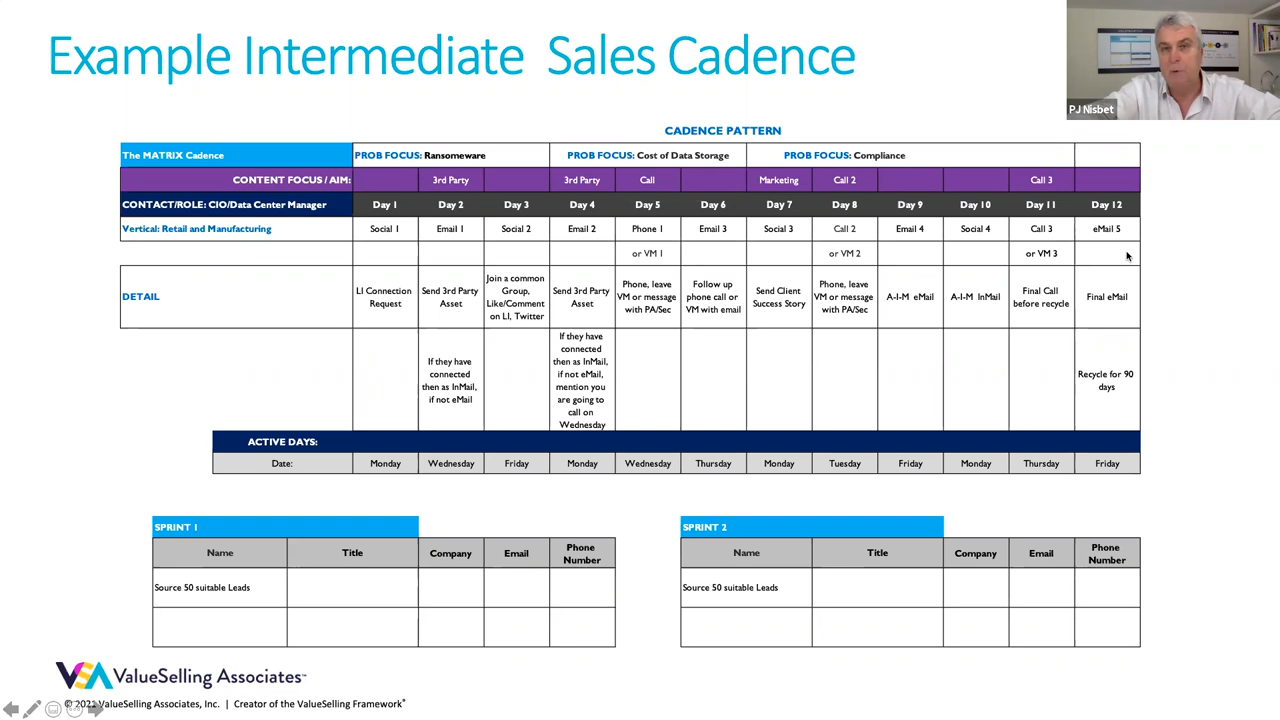 Example Intermediate Sales Cadence
PJ Nisbet
CADENCE PATTERN
The MATRIX Cadence PROB FOCUS: Ransomeware PROB FOCUS: Cost of Data Storage PROB FOCUS: Compliance
CONTENT FOCUS / AIM: 3rd Party 3rd Party Call Marketing Call 2 Call 3
CONTACT/ROLE: CIO/Data Center Manager Day 1 Day 2 Day 3 Day 4 Day 5 Day 6 Day 7 Day 8 Day 9 Day 10 Day 11 Day 12
Vertical: Retail and Manufacturing Social 1 Email 1 Social 2 Email 2 Phone 1 Email 3 Social 3 Call 2 Email 4 Social 4 Call 3 eMail 5
or VM 1 or VM 2 or VM 3
DETAIL
LI Connection
Request
Send 3rd Party
Asset
Join a common
Group,
Like/Comment
on LI, Twitter
Send 3rd Party
Asset
Phone, leave
VM or message
with PA/Sec
Follow up
phone call or
VM with email
Send Client
Success Story
Phone, leave
VM or message
with PA/Sec
A-I-M eMail
A-I-M InMail
Final Call
before recycle
Final eMail
If they have
connected
then as InMail,
if not eMail
If they have
connected
then as InMail,
if not eMail,
mention you
are going to
call on
Wednesday
Recycle for 90
days
ACTIVE DAYS:
Date: Monday Wednesday Friday Monday Wednesday Thursday Monday Tuesday Friday Monday Thursday Friday
SPRINT 1
Name Title Company Email Phone
Number
Source 50 suitable Leads
SPRINT 2
Name Title Company Email Phone
Number
Source 50 suitable Leads
VSA ValueSelling Associates™
© 2021 ValueSelling Associates, Inc. | Creator of the ValueSelling Framework®